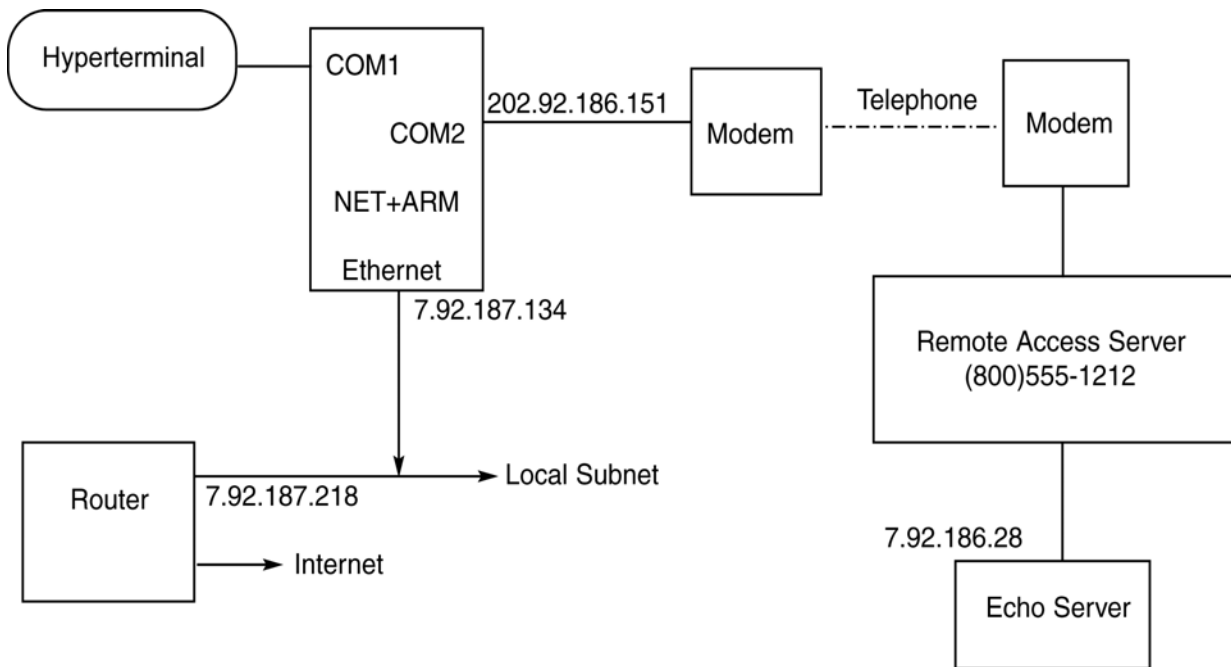 Hyperterminal
COM1
202.92.186.151
COM2
NET+ARM
Ethernet
7.92.187.134
Modem
Telephone
Modem
Remote Access Server
(800)555-1212
Router
7.92.187.218
Local Subnet
Internet
7.92.186.28
Echo Server